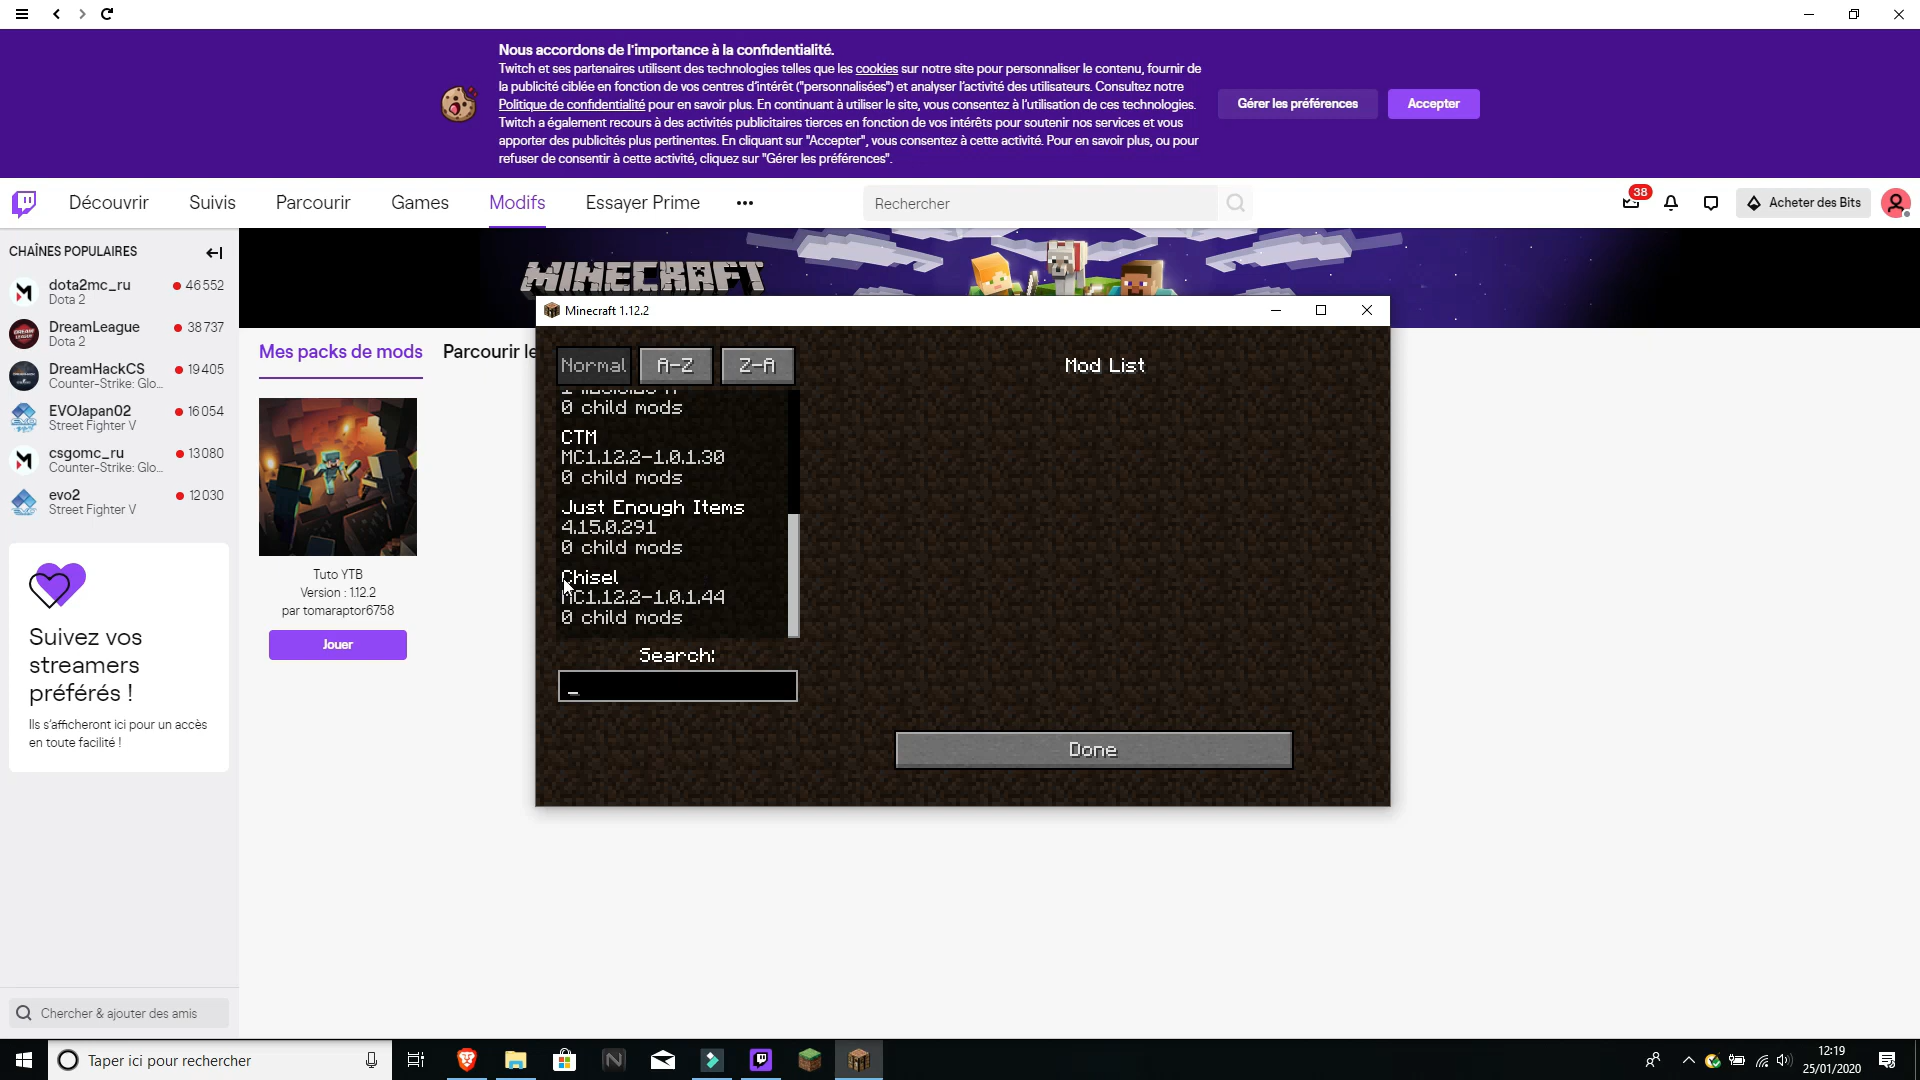 Nous accordons de l'importance à la confidentialité.
Twitch et ses partenaires utilisent des technologies telles que les cookies sur notre site pour personnaliser le contenu, fournir de
la publicité ciblée en fonction de vos centres d'intérêt ("personnalisées") et analyser l'activité des utilisateurs. Consultez notre
Politique de confidentialité pour en savoir plus. En continuant à utiliser le site, vous consentez à l'utilisation de ces technologies.
Twitch a également recours à des activités publicitaires tierces en fonction de vos intérêts pour soutenir nos services et vous
apporter des publicités plus pertinentes. En cliquant sur "Accepter", vous consentez à cette activité. Pour en savoir plus, ou pour
refuser de consentir à cette activité, cliquez sur "Gérer les préférences".
Gérer les préférences
Accepter
Découvrir Suivis Parcourir Games Modifs Essayer Prime
Rechercher
38
Acheter des Bits
CHAÎNES POPULAIRES
dota2mc_ru 46 552
Dota 2
DreamLeague 38 737
Dota 2
DreamHackCS 19 405
Counter-Strike: Glo...
EVOJapan02 16 054
Street Fighter V
csgomc_ru 13 080
Counter-Strike: Glo...
evo2 12 030
Street Fighter V
Suivez vos
streamers
préférés !
Ils s'afficheront ici pour un accès
en toute facilité !
Chercher & ajouter des amis
MINECRAFT
Mes packs de mods Parcourir le
Tuto YTB
Version : 1.12.2
par tomaraptor6758
Jouer
Minecraft 1.12.2
Normal A-Z Z-A
Mod List
0 child mods
CTM
MC1.12.2-1.0.1.30
0 child mods
Just Enough Items
4.15.0.291
0 child mods
Chisel
MC1.12.2-1.0.1.44
0 child mods
Search:
_
Done
Taper ici pour rechercher
12:19
25/01/2020